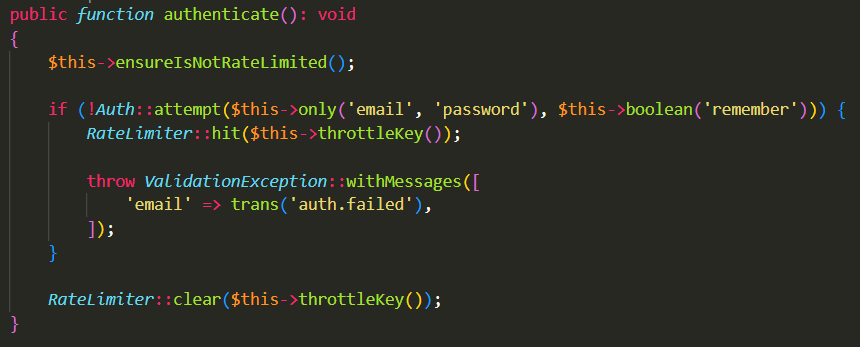 public function authenticate(): void
{
    $this->ensureIsNotRateLimited();

    if (!Auth::attempt($this->only('email', 'password'), $this->boolean('remember'))) {
        RateLimiter::hit($this->throttleKey());

        throw ValidationException::withMessages([
            'email' => trans('auth.failed'),
        ]);
    }

    RateLimiter::clear($this->throttleKey());
}